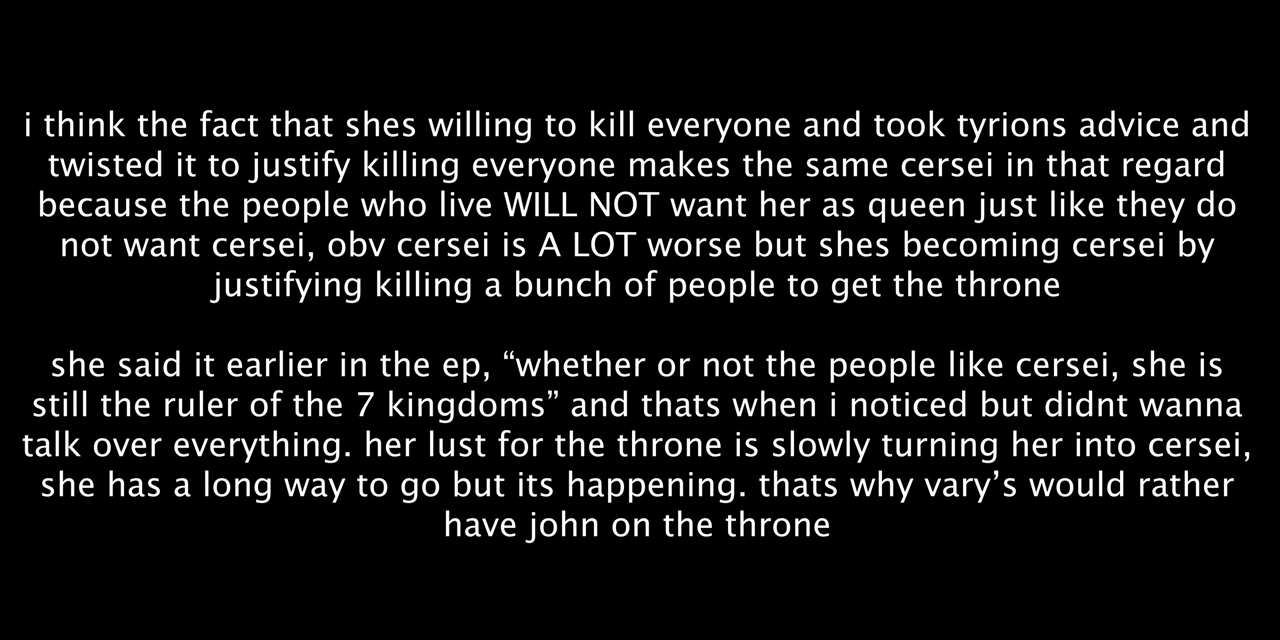 i think the fact that shes willing to kill everyone and took tyrions advice and
twisted it to justify killing everyone makes the same cersei in that regard
because the people who live WILL NOT want her as queen just like they do
not want cersei, obv cersei is A LOT worse but shes becoming cersei by
justifying killing a bunch of people to get the throne
she said it earlier in the ep, “whether or not the people like cersei, she is
still the ruler of the 7 kingdoms” and thats when i noticed but didnt wanna
talk over everything. her lust for the throne is slowly turning her into cersei,
she has a long way to go but its happening. thats why vary’s would rather
have john on the throne